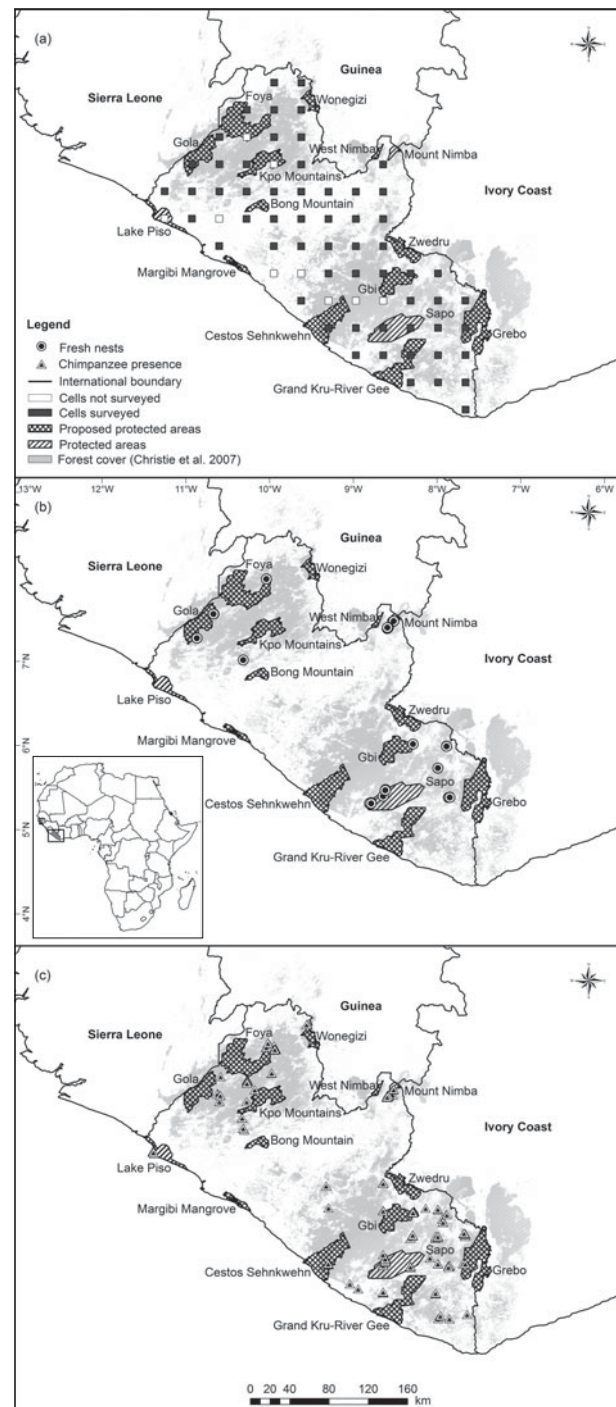 (a)
Guinea
Sierra Leone
Foya
Wonegizi
Gola
West Nimba
Mount Nimba
Kpo Mountains
Ivory Coast
Bong Mountain
Lake Piso
Zwedru
Margibi Mangrove
Gbi
Legend
Sapo
Cestos Sehnkwehn
Grebo
Fresh nests
Chimpanzee presence
International boundary
Grand Kru-River Gee
Cells not surveyed
Cells surveyed
Proposed protected areas
Protected areas
Forest cover (Christie et al. 2007)
13°W 12°W 11°W 10°W 9°W 8°W 7°W 6°W
(b)
Guinea
Sierra Leone
Foya
Wonegizi
Gola
West Nimba
Mount Nimba
Kpo Mountains
7°N
Ivory Coast
Bong Mountain
Lake Piso
Zwedru
6°N
Margibi Mangrove
Gbi
Sapo
Cestos Sehnkwehn
Grebo
5°N
Grand Kru-River Gee
4°N
(c)
Guinea
Sierra Leone
Foya
Wonegizi
Gola
West Nimba
Mount Nimba
Kpo Mountains
Ivory Coast
Bong Mountain
Lake Piso
Zwedru
Margibi Mangrove
Gbi
Sapo
Cestos Sehnkwehn
Grebo
Grand Kru-River Gee
0 20 40 80 120 160
km